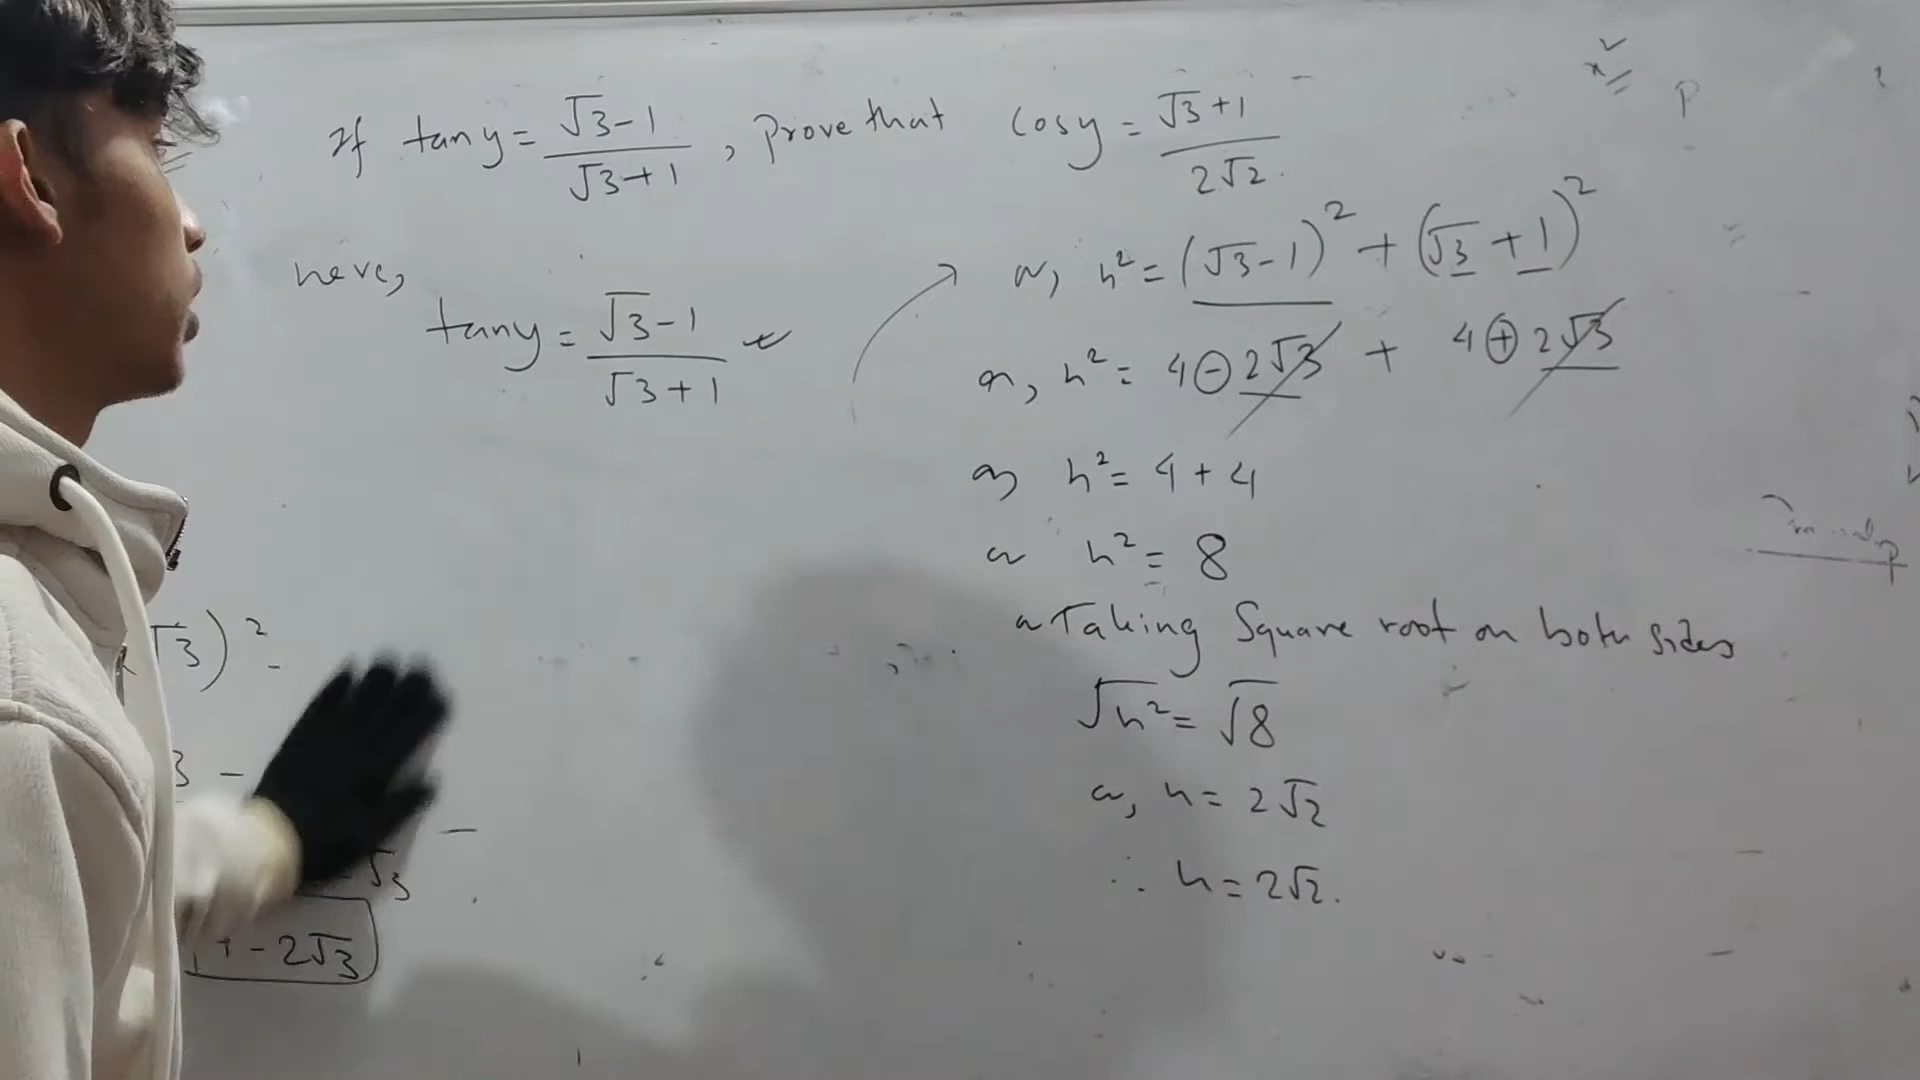 If tan y = √3-1 / √3+1 , prove that cos y = √3+1 / 2√2.
here,
tan y = √3-1 / √3+1
or, h² = (√3-1)² + (√3+1)²
or, h² = 4-2√3 + 4+2√3
or h² = 4+4
or h² = 8
or Taking Square root on both sides
√h² = √8
or, h = 2√2
∴ h = 2√2.
√3)² -
3 -
√3
-2√3
p